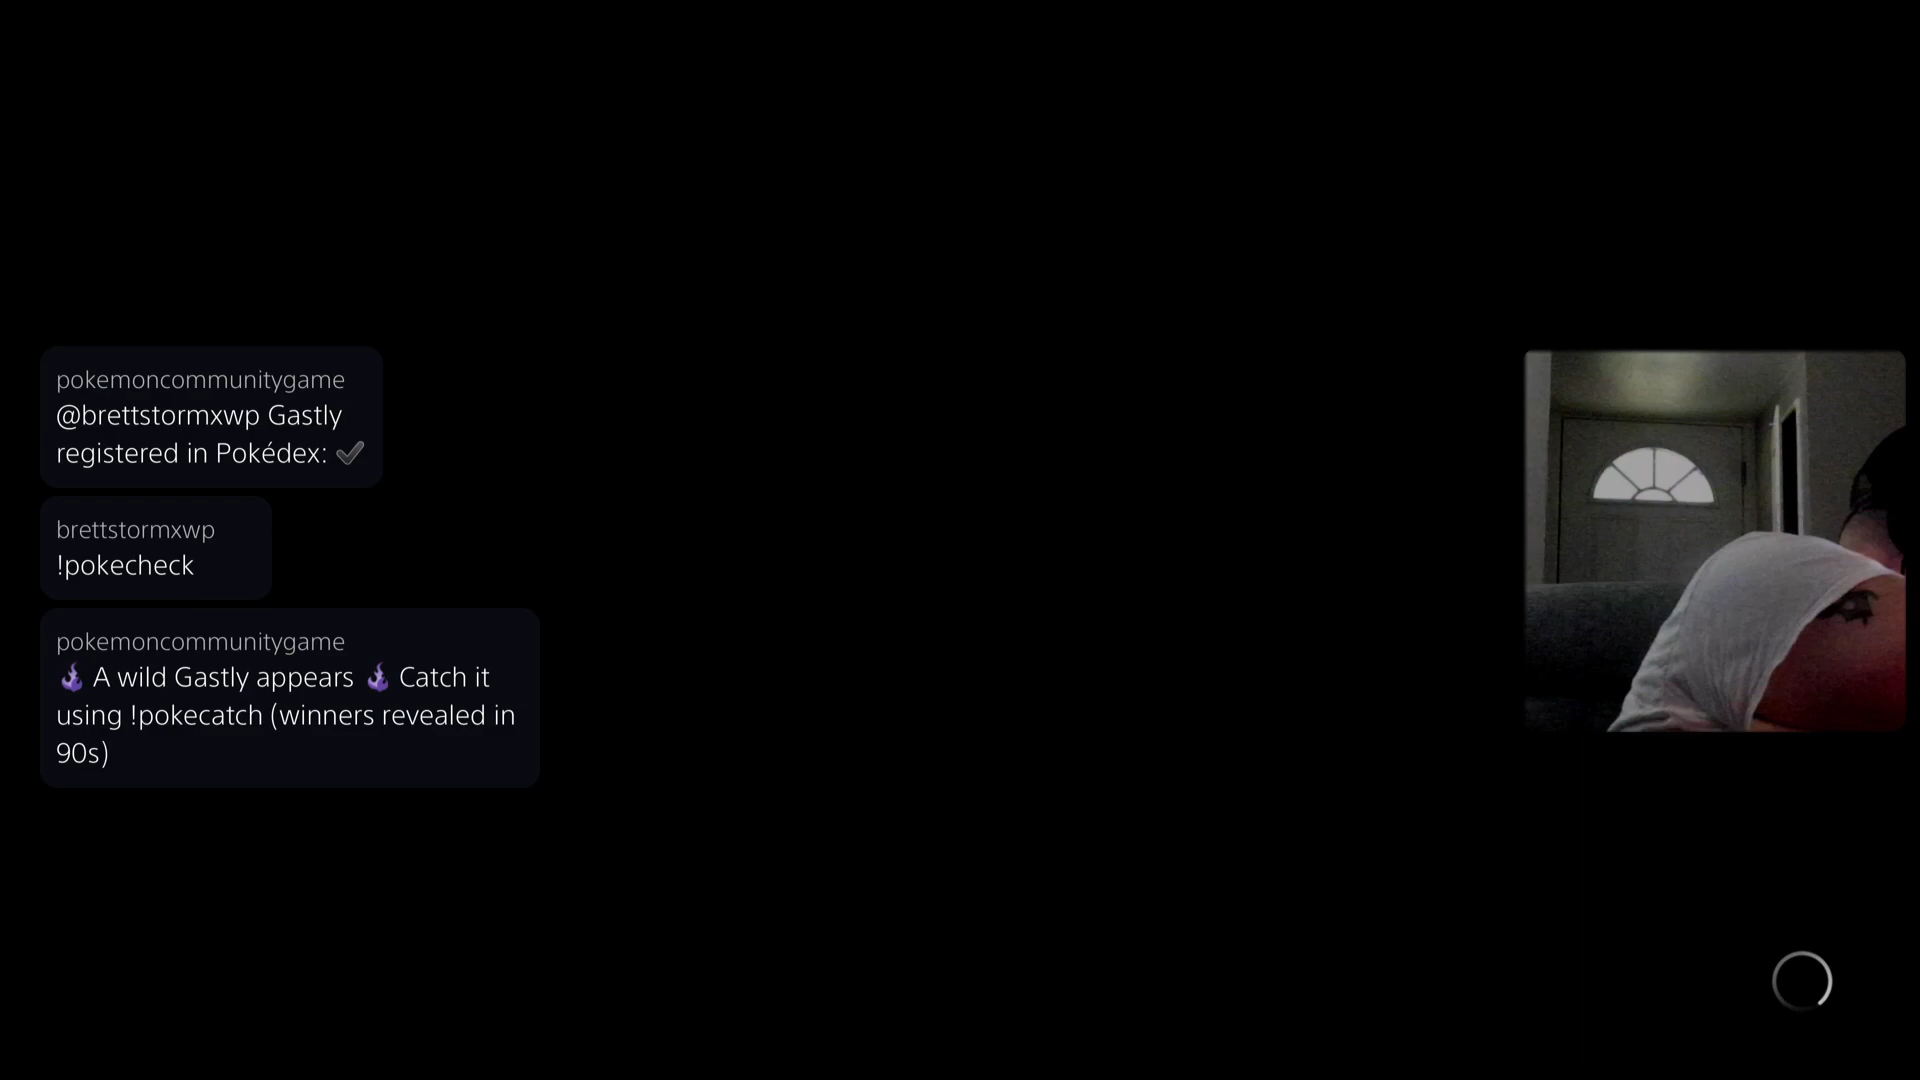 pokemoncommunitygame
@brettstormxwp Gastly
registered in Pokédex: ✔
brettstormxwp
!pokecheck
pokemoncommunitygame
A wild Gastly appears Catch it
using !pokecatch (winners revealed in
90s)